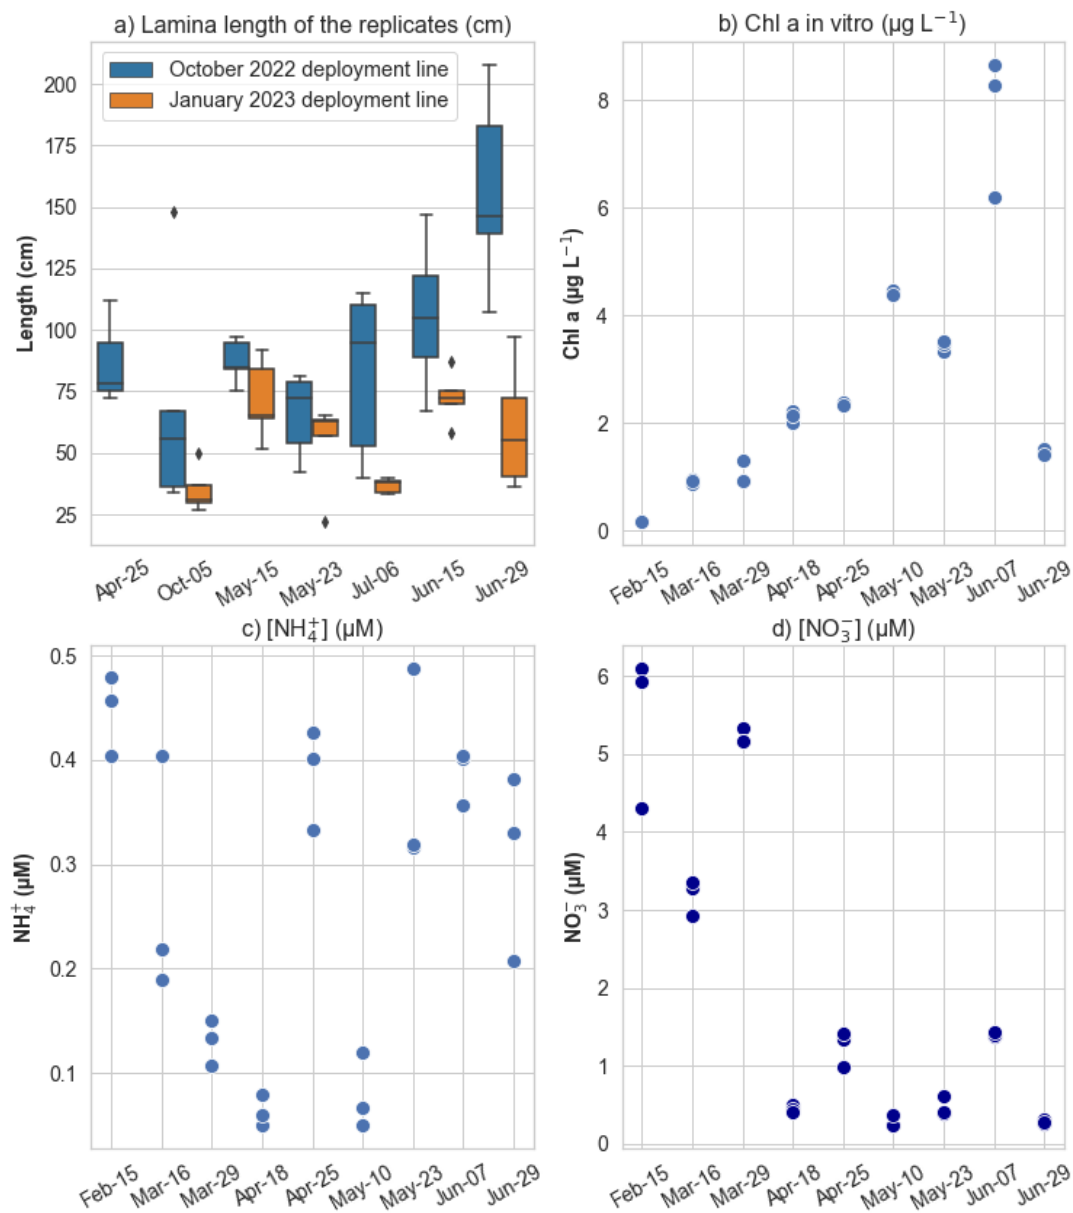 a) Lamina length of the replicates (cm)
October 2022 deployment line
January 2023 deployment line
200
175
150
125
100
75
50
25
Length (cm)
Apr-25
Oct-05
May-15
May-23
Jul-06
Jun-15
Jun-29
b) Chl a in vitro (µg L⁻¹)
8
6
4
2
0
Chl a (µg L⁻¹)
Feb-15
Mar-16
Mar-29
Apr-18
Apr-25
May-10
May-23
Jun-07
Jun-29
c) [NH₄⁺] (µM)
0.5
0.4
0.3
0.2
0.1
NH₄⁺ (µM)
Feb-15
Mar-16
Mar-29
Apr-18
Apr-25
May-10
May-23
Jun-07
Jun-29
d) [NO₃⁻] (µM)
6
5
4
3
2
1
0
NO₃⁻ (µM)
Feb-15
Mar-16
Mar-29
Apr-18
Apr-25
May-10
May-23
Jun-07
Jun-29